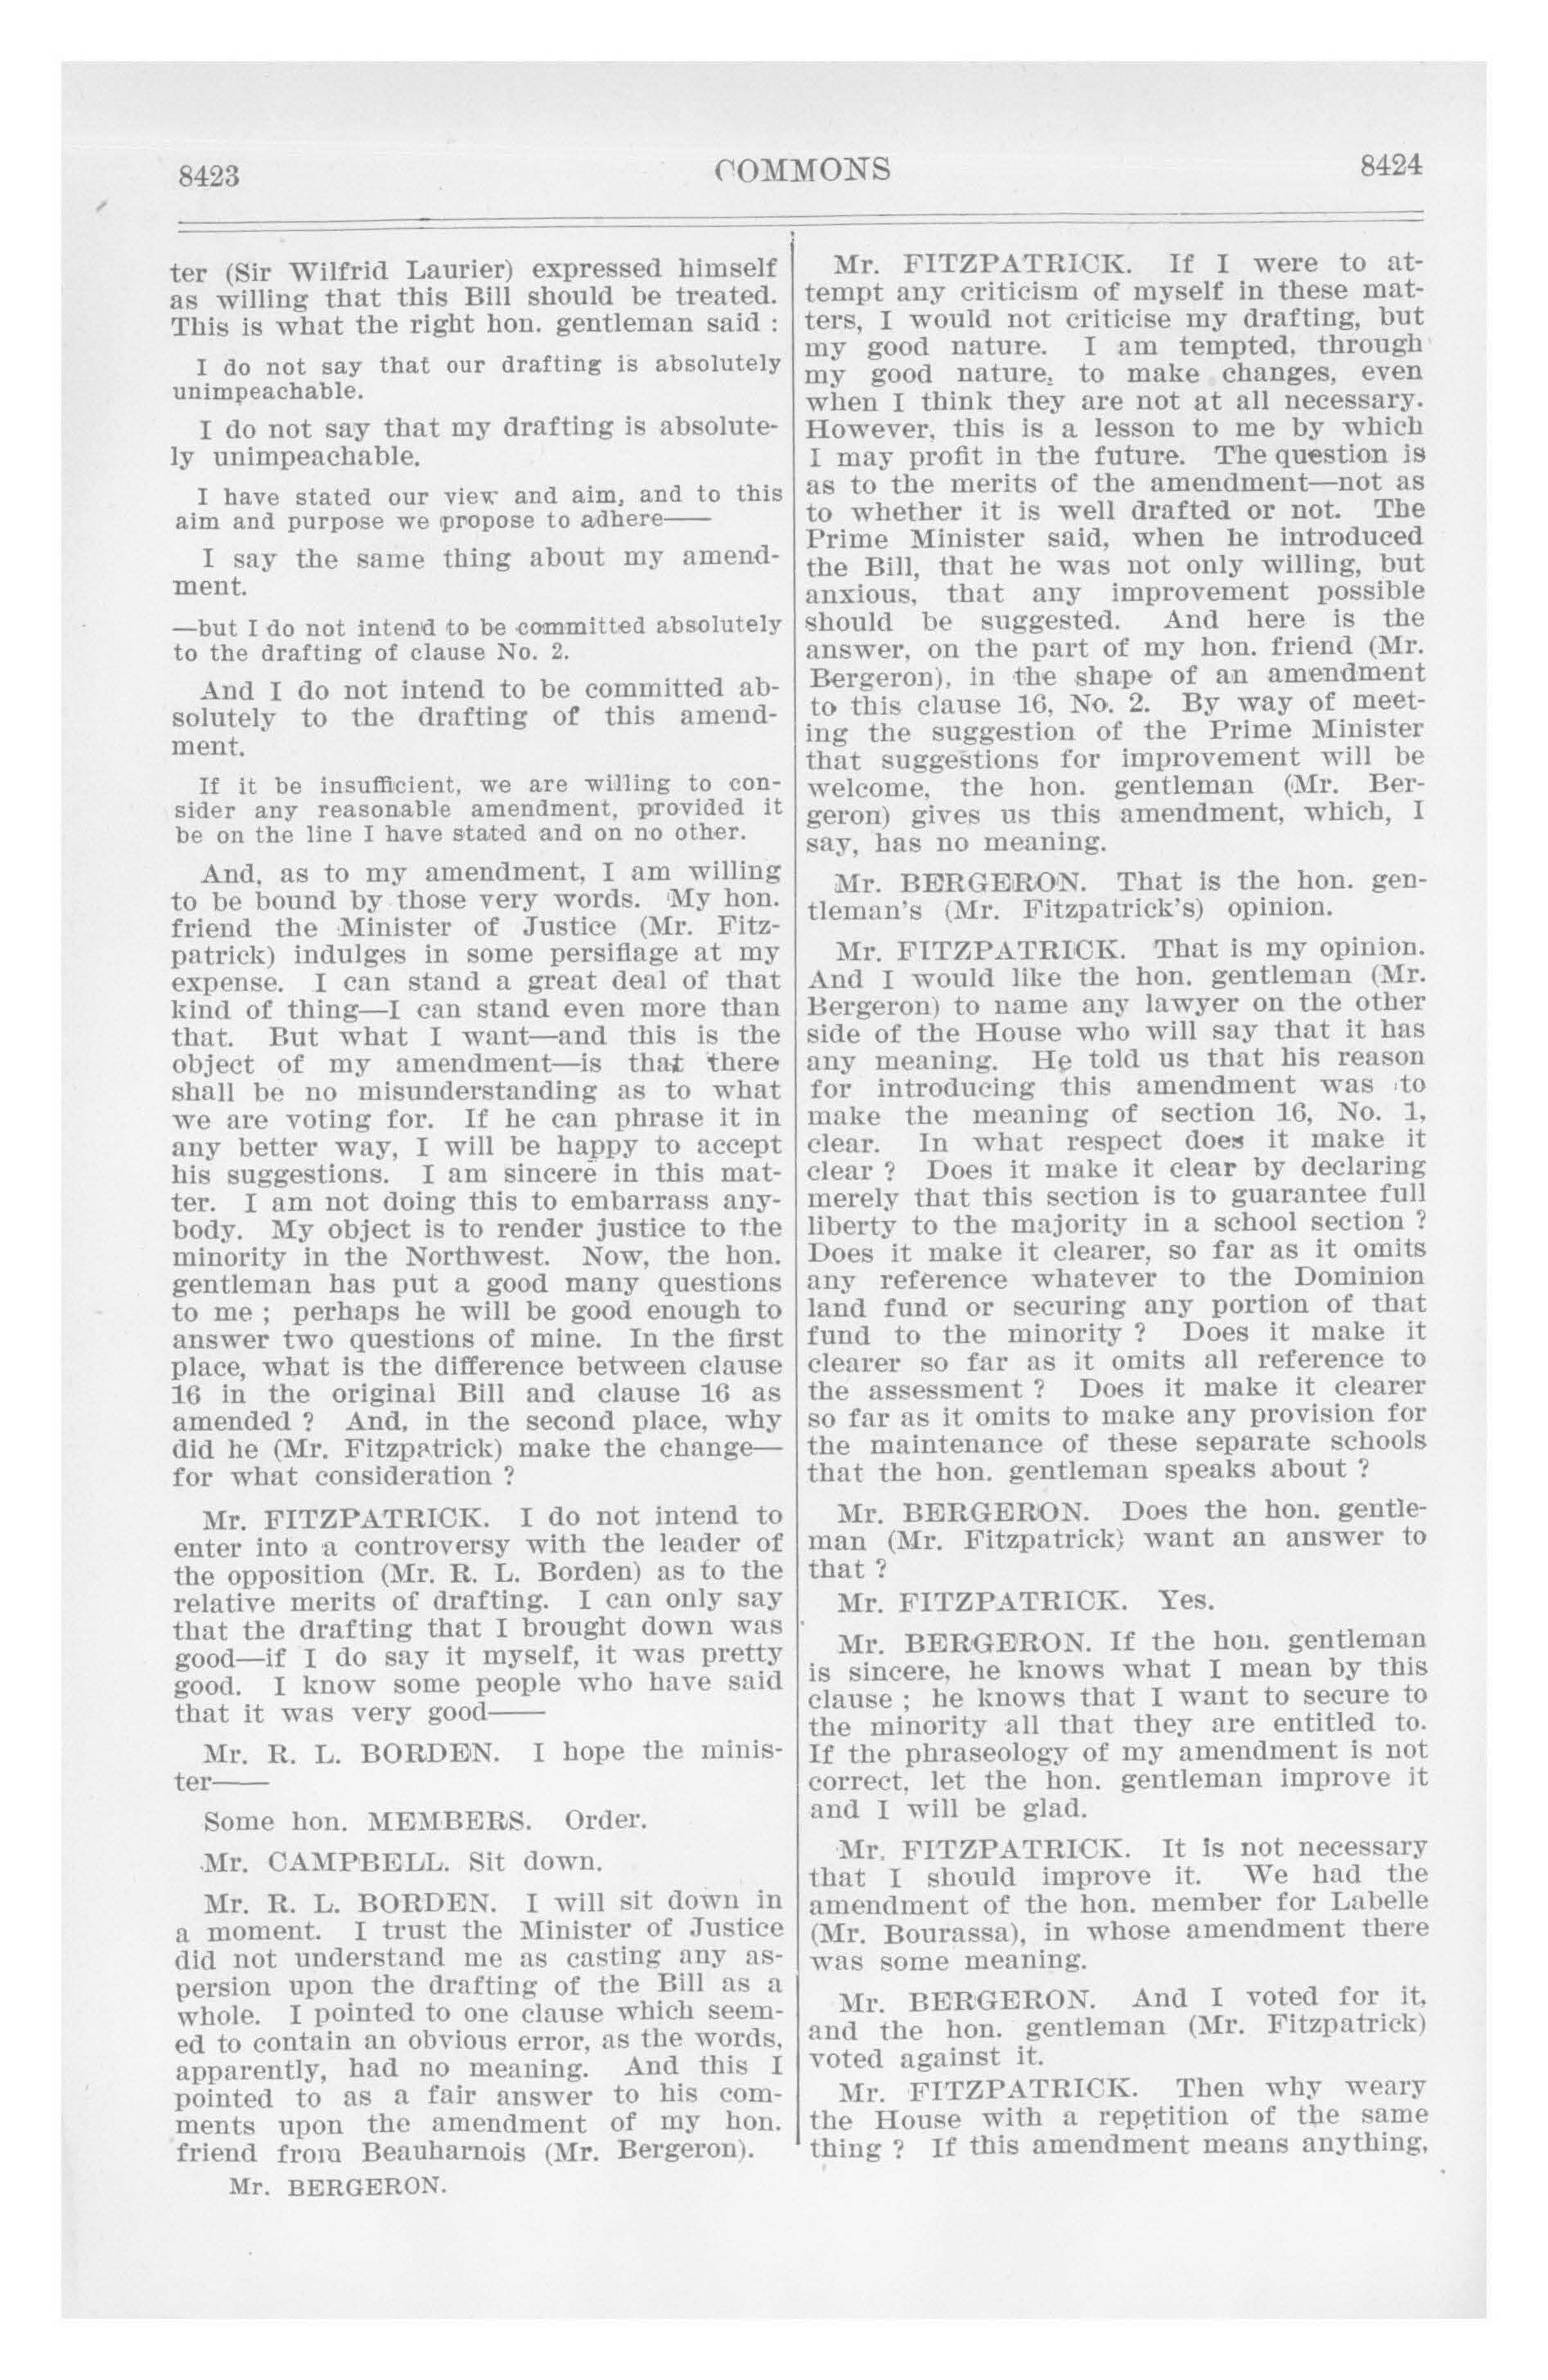 8423
COMMONS
8424
ter (Sir Wilfrid Laurier) expressed himself
as willing that this Bill should be treated.
This is what the right hon. gentleman said :
I do not say that our drafting is absolutely
unimpeachable.
I do not say that my drafting is absolute-
ly unimpeachable.
I have stated our view and aim, and to this
aim and purpose we propose to adhere——
I say the same thing about my amend-
ment.
—but I do not intend to be committed absolutely
to the drafting of clause No. 2.
And I do not intend to be committed ab-
solutely to the drafting of this amend-
ment.
If it be insufficient, we are willing to con-
sider any reasonable amendment, provided it
be on the line I have stated and on no other.
And, as to my amendment, I am willing
to be bound by those very words. My hon.
friend the Minister of Justice (Mr. Fitz-
patrick) indulges in some persiflage at my
expense. I can stand a great deal of that
kind of thing—I can stand even more than
that. But what I want—and this is the
object of my amendment—is that there
shall be no misunderstanding as to what
we are voting for. If he can phrase it in
any better way, I will be happy to accept
his suggestions. I am sincere in this mat-
ter. I am not doing this to embarrass any-
body. My object is to render justice to the
minority in the Northwest. Now, the hon.
gentleman has put a good many questions
to me ; perhaps he will be good enough to
answer two questions of mine. In the first
place, what is the difference between clause
16 in the original Bill and clause 16 as
amended ? And, in the second place, why
did he (Mr. Fitzpatrick) make the change—
for what consideration ?
Mr. FITZPATRICK. I do not intend to
enter into a controversy with the leader of
the opposition (Mr. R. L. Borden) as to the
relative merits of drafting. I can only say
that the drafting that I brought down was
good—if I do say it myself, it was pretty
good. I know some people who have said
that it was very good——
Mr. R. L. BORDEN. I hope the minis-
ter——
Some hon. MEMBERS. Order.
Mr. CAMPBELL. Sit down.
Mr. R. L. BORDEN. I will sit down in
a moment. I trust the Minister of Justice
did not understand me as casting any as-
persion upon the drafting of the Bill as a
whole. I pointed to one clause which seem-
ed to contain an obvious error, as the words,
apparently, had no meaning. And this I
pointed to as a fair answer to his com-
ments upon the amendment of my hon.
friend from Beauharnois (Mr. Bergeron).
Mr. BERGERON.
Mr. FITZPATRICK. If I were to at-
tempt any criticism of myself in these mat-
ters, I would not criticise my drafting, but
my good nature. I am tempted, through
my good nature, to make changes, even
when I think they are not at all necessary.
However, this is a lesson to me by which
I may profit in the future. The question is
as to the merits of the amendment—not as
to whether it is well drafted or not. The
Prime Minister said, when he introduced
the Bill, that he was not only willing, but
anxious, that any improvement possible
should be suggested. And here is the
answer, on the part of my hon. friend (Mr.
Bergeron), in the shape of an amendment
to this clause 16, No. 2. By way of meet-
ing the suggestion of the Prime Minister
that suggestions for improvement will be
welcome, the hon. gentleman (Mr. Ber-
geron) gives us this amendment, which, I
say, has no meaning.
Mr. BERGERON. That is the hon. gen-
tleman's (Mr. Fitzpatrick's) opinion.
Mr. FITZPATRICK. That is my opinion.
And I would like the hon. gentleman (Mr.
Bergeron) to name any lawyer on the other
side of the House who will say that it has
any meaning. He told us that his reason
for introducing this amendment was to
make the meaning of section 16, No. 1,
clear. In what respect does it make it
clear ? Does it make it clear by declaring
merely that this section is to guarantee full
liberty to the majority in a school section ?
Does it make it clearer, so far as it omits
any reference whatever to the Dominion
land fund or securing any portion of that
fund to the minority ? Does it make it
clearer so far as it omits all reference to
the assessment ? Does it make it clearer
so far as it omits to make any provision for
the maintenance of these separate schools
that the hon. gentleman speaks about ?
Mr. BERGERON. Does the hon. gentle-
man (Mr. Fitzpatrick) want an answer to
that ?
Mr. FITZPATRICK. Yes.
Mr. BERGERON. If the hon. gentleman
is sincere, he knows what I mean by this
clause ; he knows that I want to secure to
the minority all that they are entitled to.
If the phraseology of my amendment is not
correct, let the hon. gentleman improve it
and I will be glad.
Mr. FITZPATRICK. It is not necessary
that I should improve it. We had the
amendment of the hon. member for Labelle
(Mr. Bourassa), in whose amendment there
was some meaning.
Mr. BERGERON. And I voted for it,
and the hon. gentleman (Mr. Fitzpatrick)
voted against it.
Mr. FITZPATRICK. Then why weary
the House with a repetition of the same
thing ? If this amendment means anything,